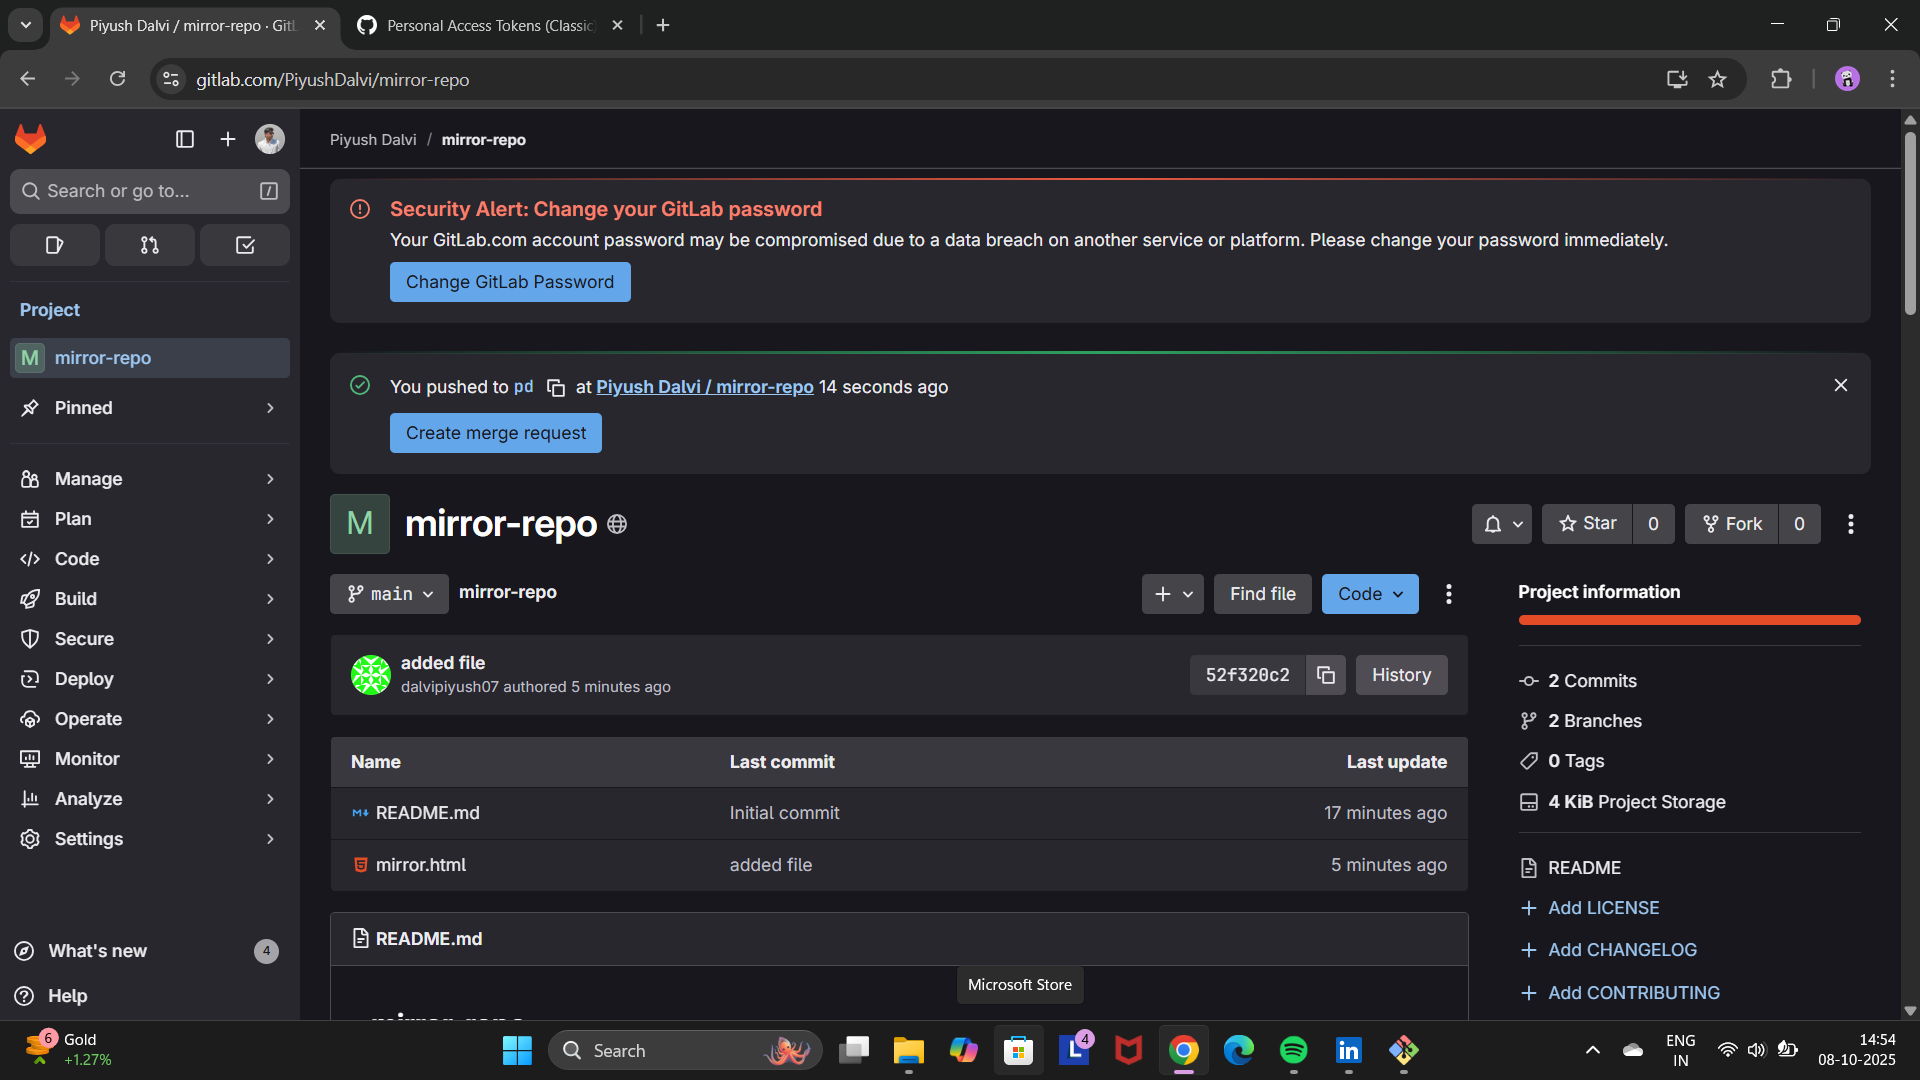 Piyush Dalvi / mirror-repo · GitL
Personal Access Tokens (Classic
gitlab.com/PiyushDalvi/mirror-repo
Search or go to...
/
Project
M mirror-repo
Pinned
Manage
Plan
Code
Build
Secure
Deploy
Operate
Monitor
Analyze
Settings
What's new 4
Help
Piyush Dalvi / mirror-repo
Security Alert: Change your GitLab password
Your GitLab.com account password may be compromised due to a data breach on another service or platform. Please change your password immediately.
Change GitLab Password
You pushed to pd at Piyush Dalvi / mirror-repo 14 seconds ago
Create merge request
M mirror-repo
Star 0 Fork 0
main mirror-repo
Find file Code
added file
dalvipiyush07 authored 5 minutes ago
52f320c2 History
Name Last commit Last update
README.md Initial commit 17 minutes ago
mirror.html added file 5 minutes ago
README.md
Project information
2 Commits
2 Branches
0 Tags
4 KiB Project Storage
README
Add LICENSE
Add CHANGELOG
Add CONTRIBUTING
Microsoft Store
6 Gold
+1.27%
Search
L 4
in
ENG
IN
14:54
08-10-2025